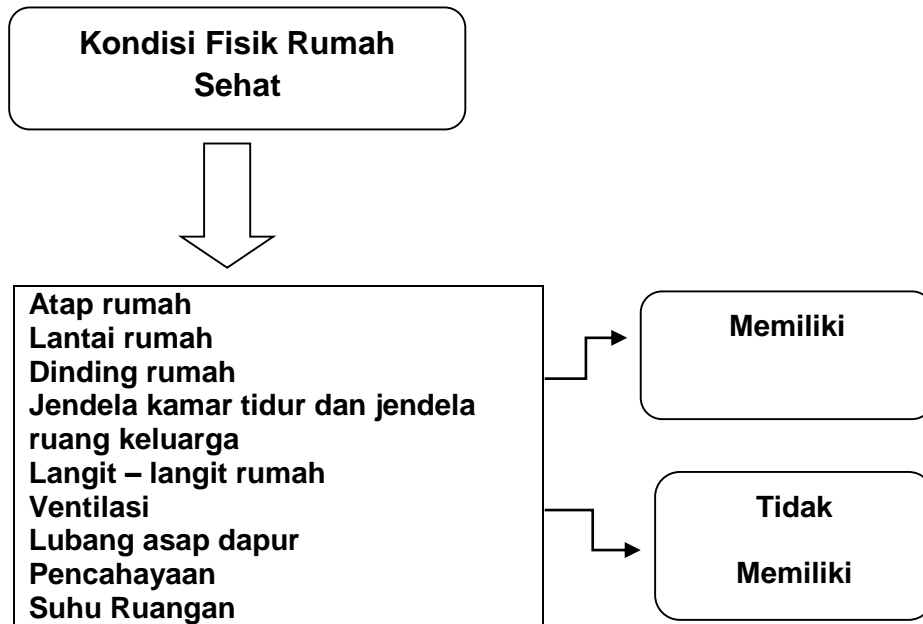 Kondisi Fisik Rumah
Sehat
Atap rumah
Lantai rumah
Dinding rumah
Jendela kamar tidur dan jendela
ruang keluarga
Langit – langit rumah
Ventilasi
Lubang asap dapur
Pencahayaan
Suhu Ruangan
Memiliki
Tidak
Memiliki